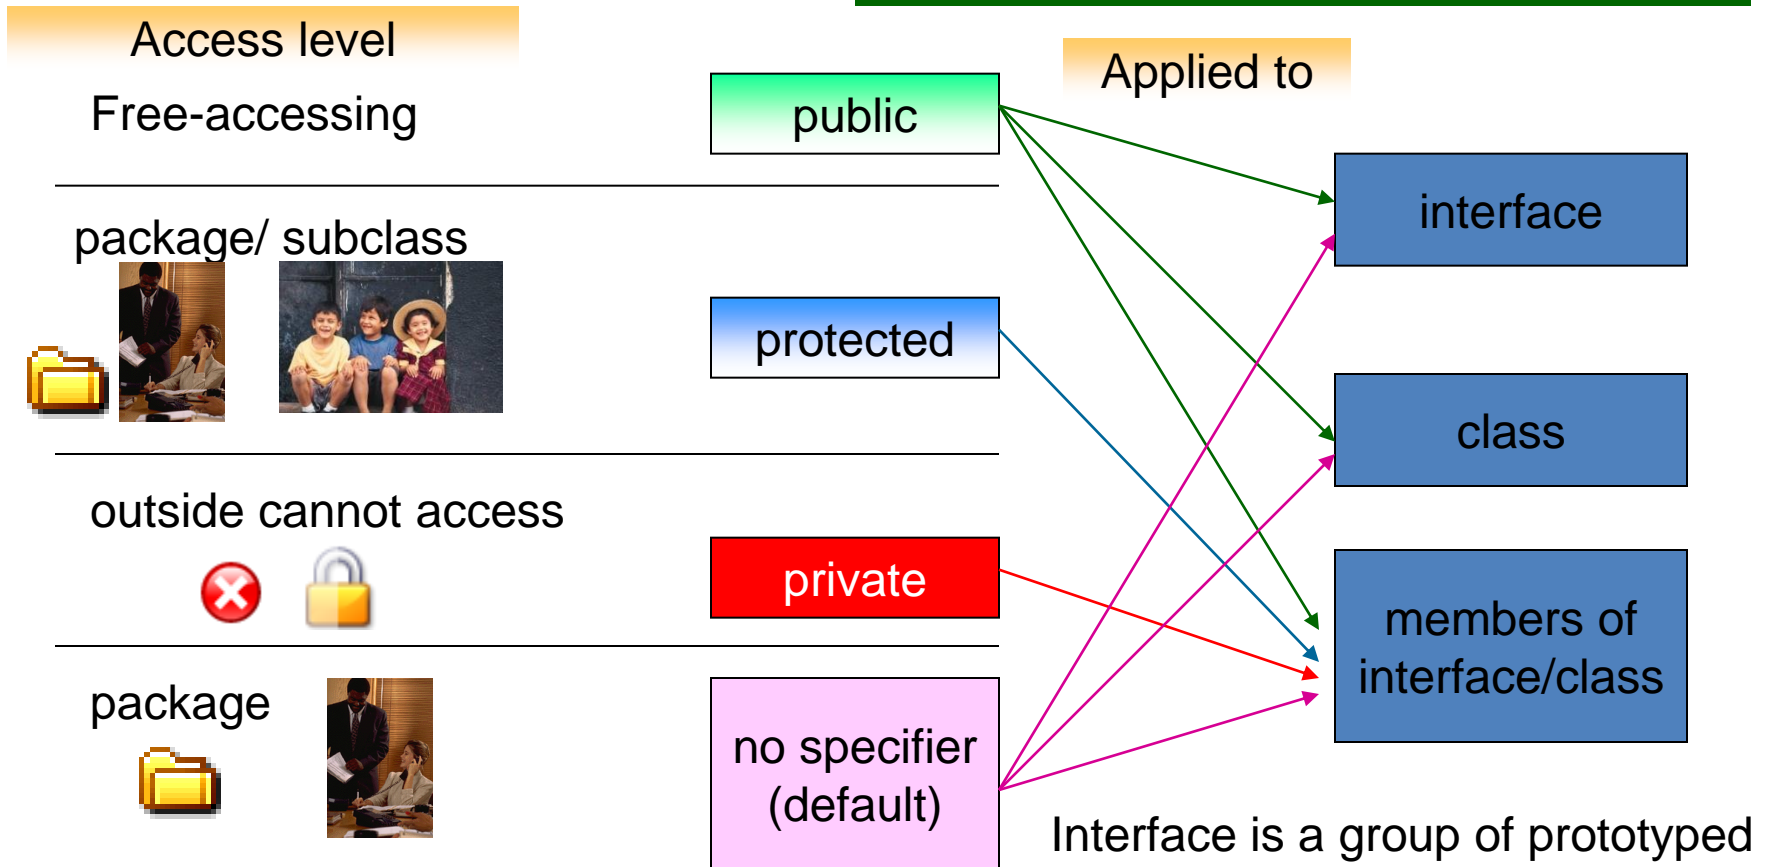 Access level
Applied to
Free-accessing
public
interface
package/ subclass
protected
class
outside cannot access
private
members of
interface/class
package
no specifier
(default)
Interface is a group of prototyped